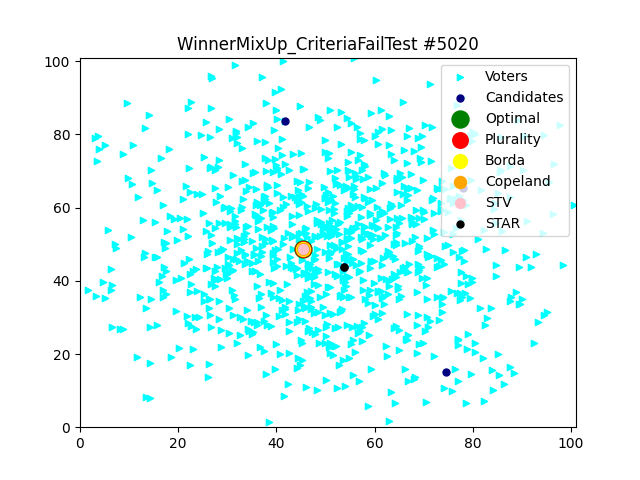 WinnerMixUp_CriteriaFailTest #5020
100
80
60
40
20
0
0
20
40
60
80
100
Voters
Candidates
Optimal
Plurality
Borda
Copeland
STV
STAR